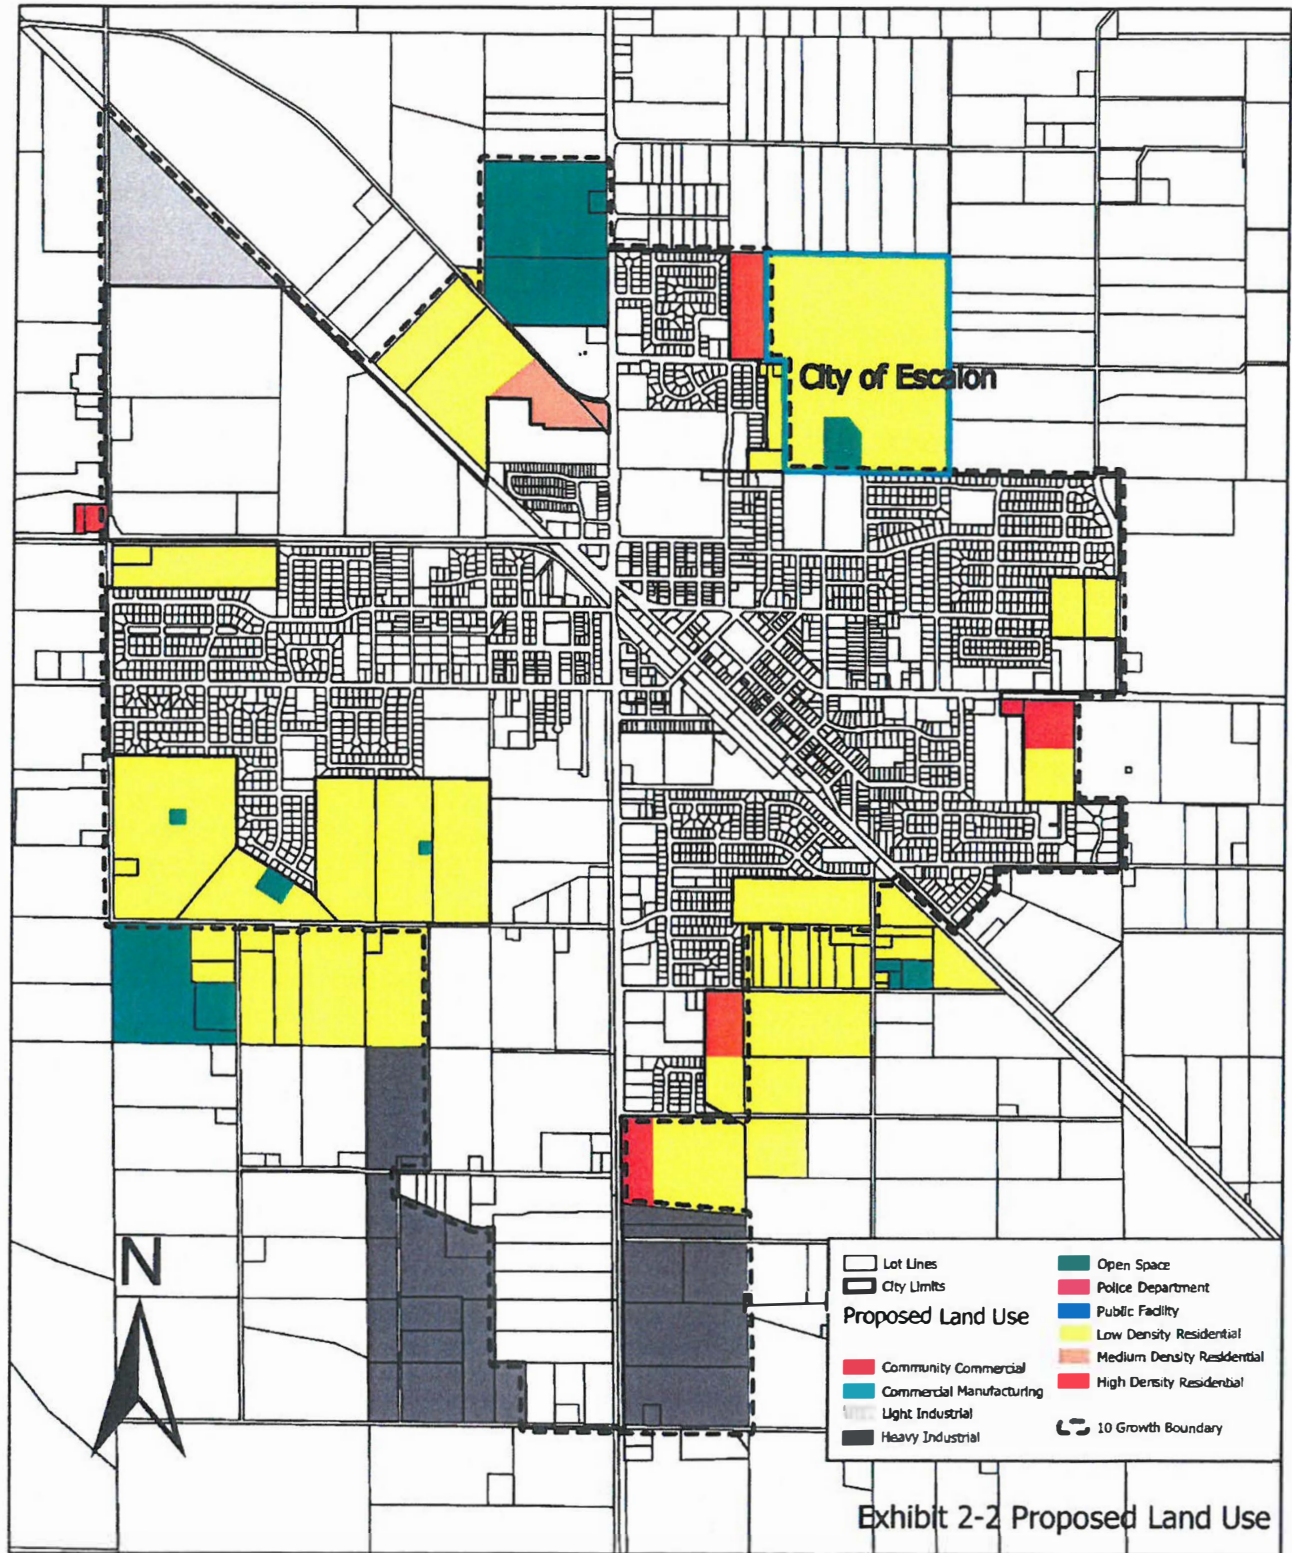 City of Escalon
N
Lot Lines
City Limits
Proposed Land Use
Community Commercial
Commercial Manufacturing
Light Industrial
Heavy Industrial
Open Space
Police Department
Public Facility
Low Density Residential
Medium Density Residential
High Density Residential
10 Growth Boundary
Exhibit 2-2 Proposed Land Use